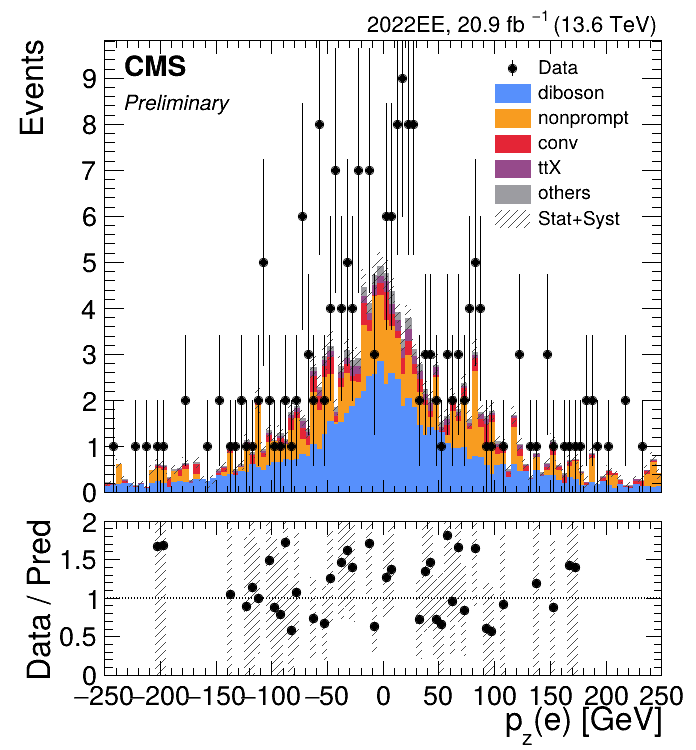 2022EE, 20.9 fb⁻¹ (13.6 TeV)
CMS
Preliminary
Events
Data
diboson
nonprompt
conv
ttX
others
Stat+Syst
9
8
7
6
5
4
3
2
1
0
Data / Pred
2
1.5
1
0.5
0
−250 −200 −150 −100 −50 0 50 100 150 200 250
p_z(e) [GeV]